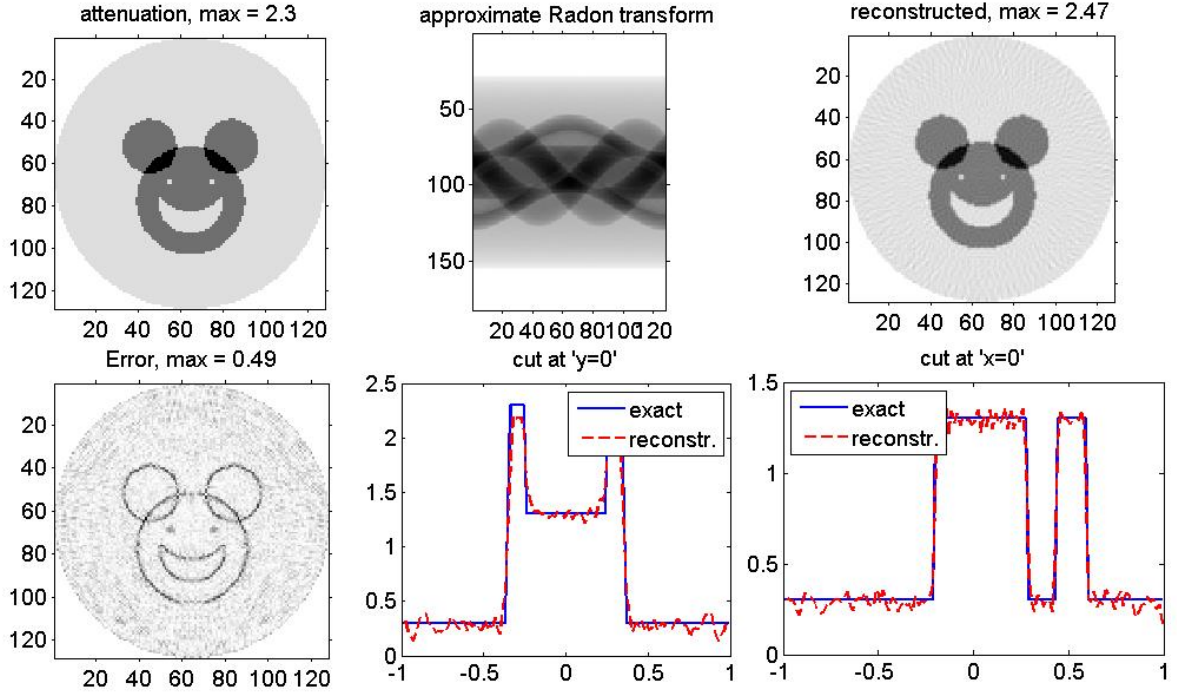 attenuation, max = 2.3
approximate Radon transform
reconstructed, max = 2.47
20
40
60
80
100
120
20 40 60 80 100 120
50
100
150
20 40 60 80 100120
20
40
60
80
100
120
20 40 60 80 100 120
Error, max = 0.49
cut at 'y=0'
cut at 'x=0'
20
40
60
80
100
120
20 40 60 80 100 120
2.5
2
1.5
1
0.5
0
-1 -0.5 0 0.5 1
exact
reconstr.
1.5
1
0.5
0
-1 -0.5 0 0.5 1
exact
reconstr.